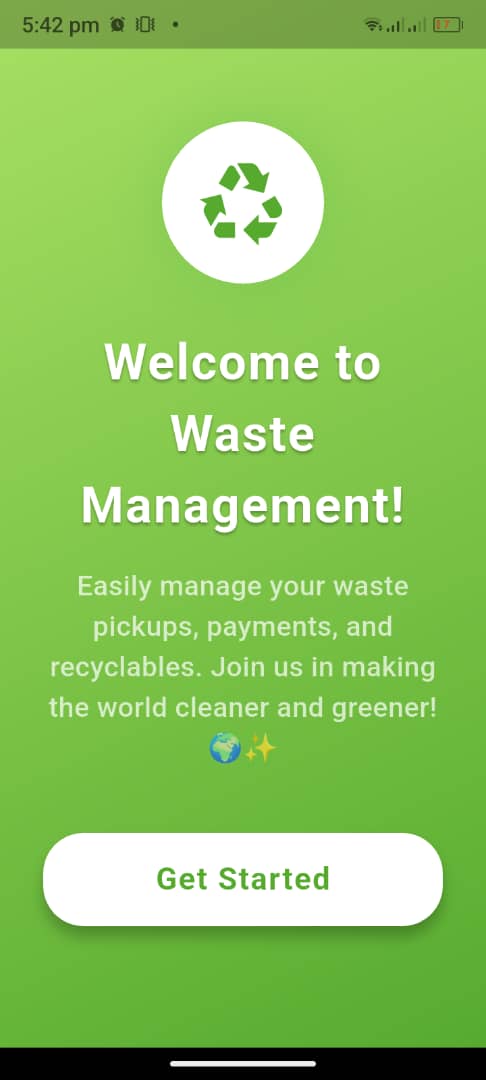 5:42 pm
7
Welcome to
Waste
Management!
Easily manage your waste
pickups, payments, and
recyclables. Join us in making
the world cleaner and greener!
🌍✨
Get Started